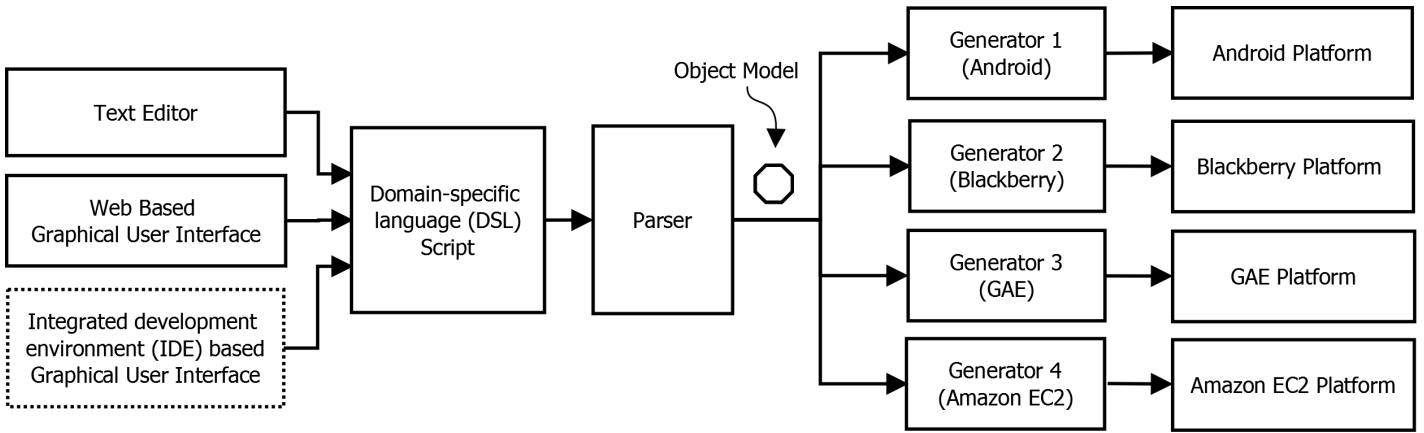 Text Editor
Web Based
Graphical User Interface
Integrated development
environment (IDE) based
Graphical User Interface
Domain-specific
language (DSL)
Script
Parser
Object Model
Generator 1
(Android)
Android Platform
Generator 2
(Blackberry)
Blackberry Platform
Generator 3
(GAE)
GAE Platform
Generator 4
(Amazon EC2)
Amazon EC2 Platform